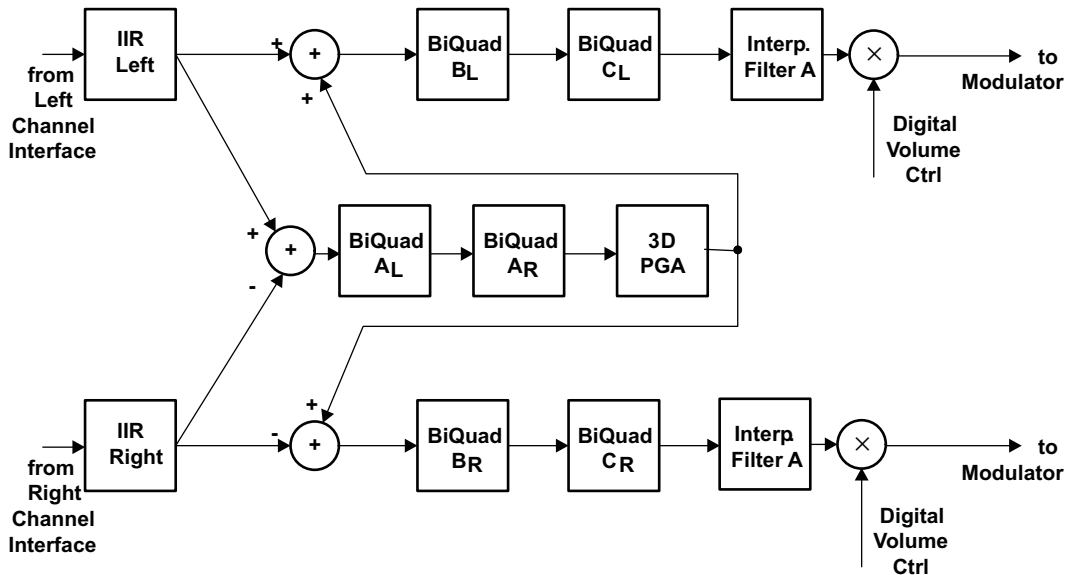 IIR
Left
from
Left
Channel
Interface
+
+
+
BiQuad
BL
BiQuad
CL
Interp.
Filter A
×
to
Modulator
Digital
Volume
Ctrl
+
-
+
BiQuad
AL
BiQuad
AR
3D
PGA
IIR
Right
from
Right
Channel
Interface
+
-
+
BiQuad
BR
BiQuad
CR
Interp.
Filter A
×
to
Modulator
Digital
Volume
Ctrl